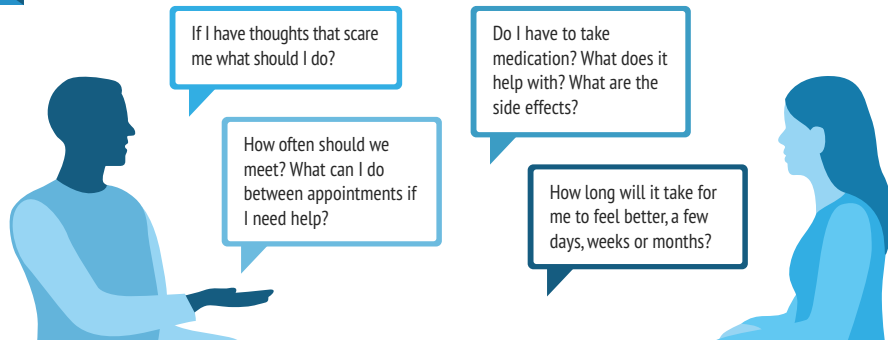 If I have thoughts that scare
me what should I do?
How often should we
meet? What can I do
between appointments if
I need help?
Do I have to take
medication? What does it
help with? What are the
side effects?
How long will it take for
me to feel better, a few
days, weeks or months?